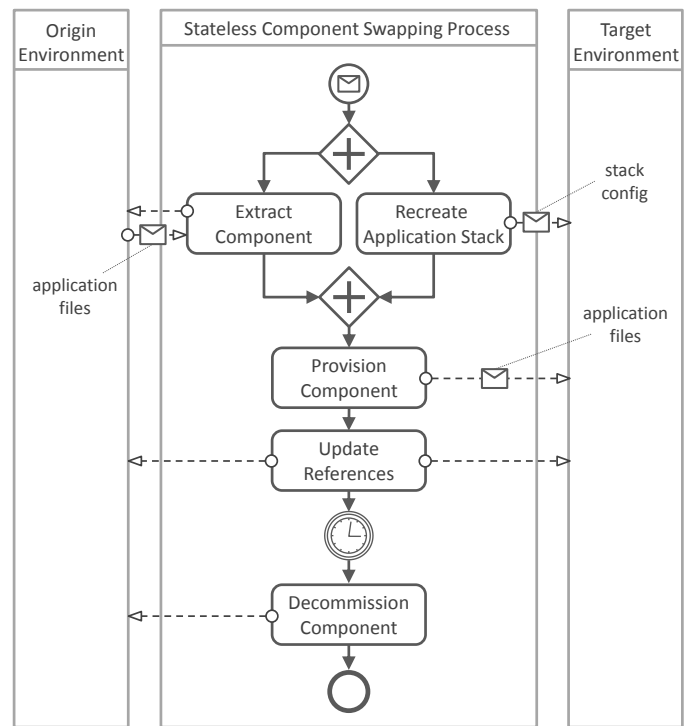 Origin
Environment
Stateless Component Swapping Process
Target
Environment
stack
config
Extract
Component
Recreate
Application Stack
application
files
application
files
Provision
Component
Update
References
Decommission
Component